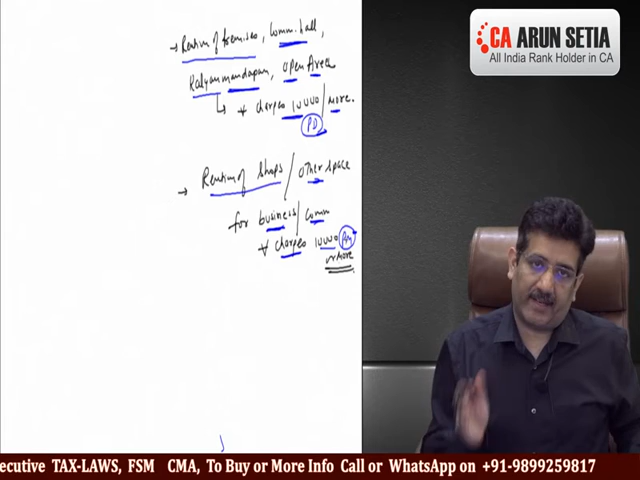 → Renting of Premises, Comm. hall,
Kalyanmandapam, Open Area
↳ & charges 10000/more.
PD
→ Renting of Shops / other space
for business/Comm
& charges 10000 PM
or more
CA ARUN SETIA
All India Rank Holder in CA
ecutive TAX-LAWS, FSM CMA, To Buy or More Info Call or WhatsApp on +91-9899259817